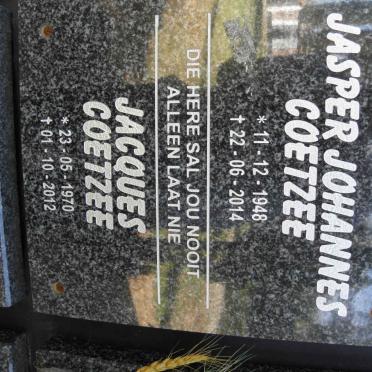 JASPER JOHANNES
COETZEE
* 11 - 12 - 1948
† 22 - 06 - 2014
DIE HERE SAL JOU NOOIT
ALLEEN LAAT NIE
JACQUES
COETZEE
* 23 - 05 - 1970
† 01 - 10 - 2012